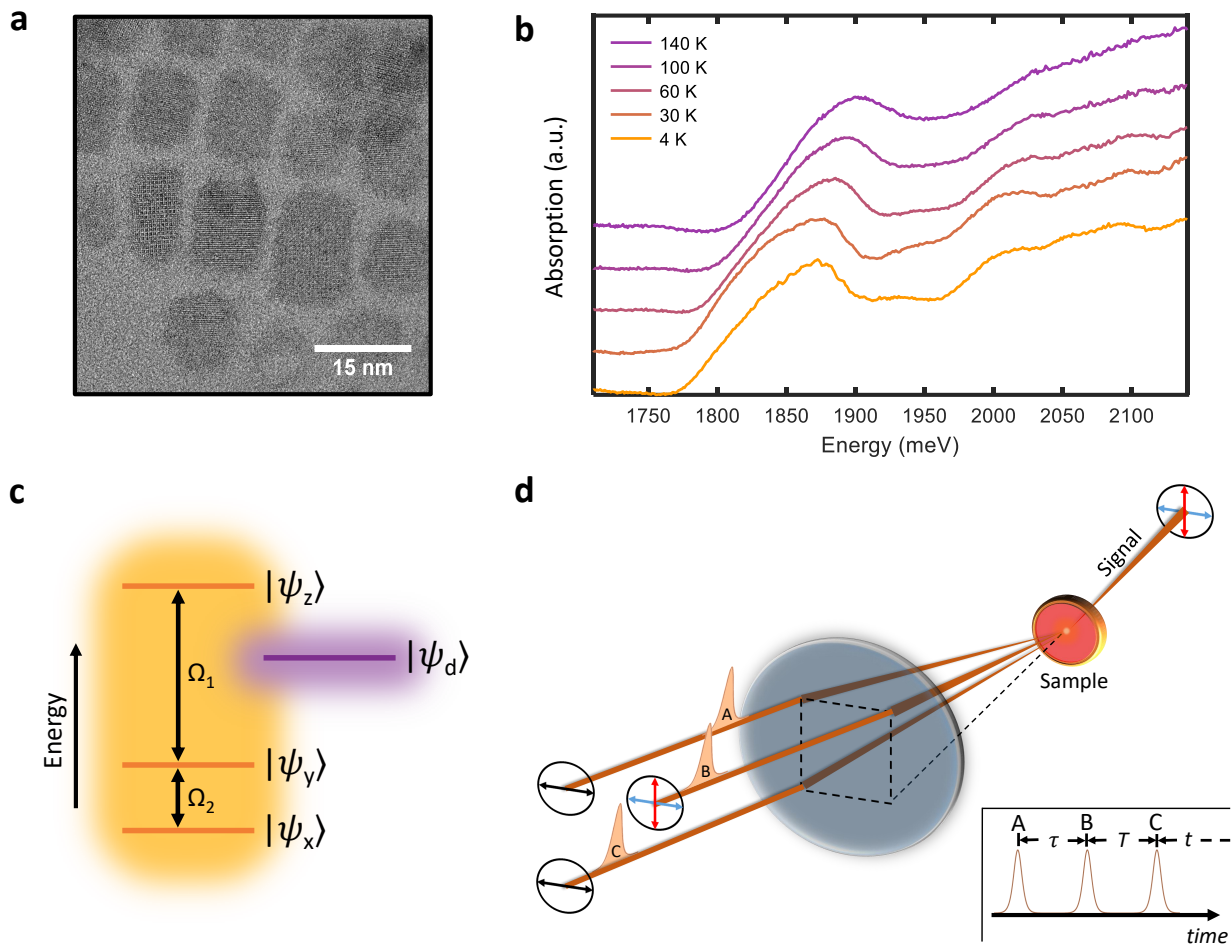 a
15 nm
b
140 K
100 K
60 K
30 K
4 K
Absorption (a.u.)
1750 1800 1850 1900 1950 2000 2050 2100
Energy (meV)
c
Energy
|ψz⟩
|ψd⟩
Ω1
|ψy⟩
Ω2
|ψx⟩
d
Signal
Sample
A
B
C
A B C
τ T t
time